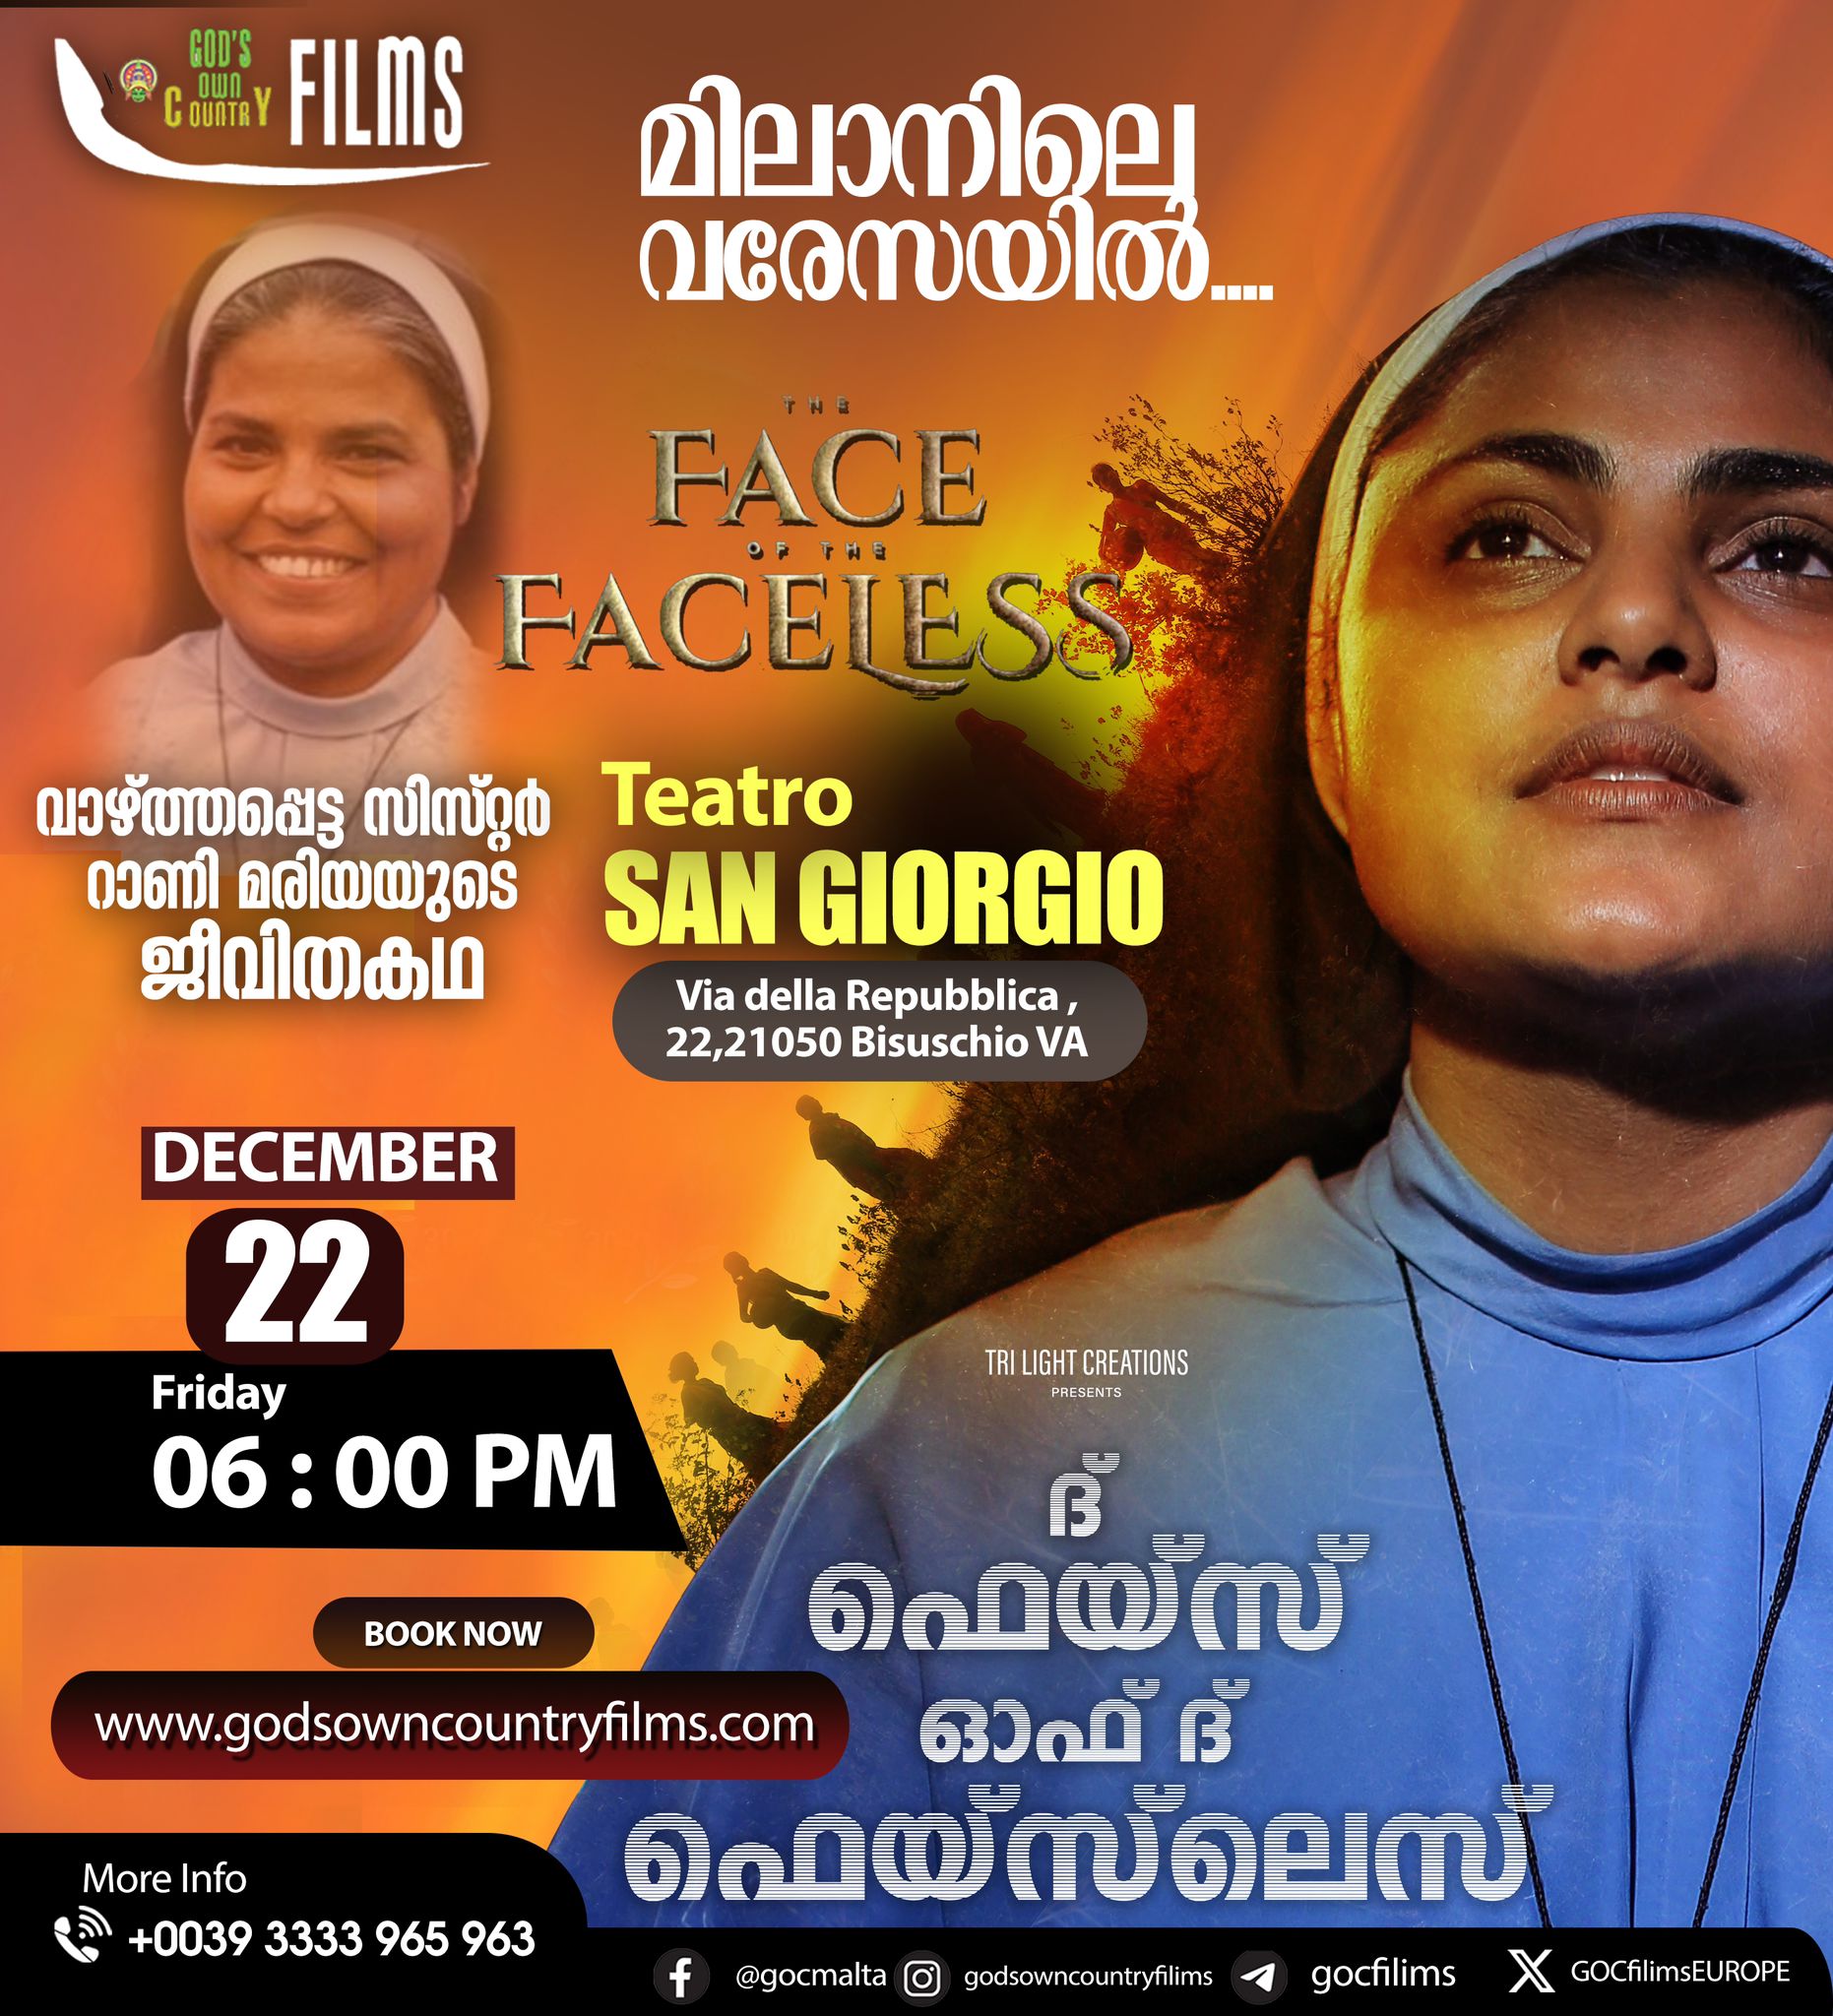 GOD'S
OWN
COUNTRY FILMS
മിലാനിലെ
വരേസയിൽ....
THE
FACE
OF THE
FACELESS
വാഴ്ത്തപ്പെട്ട സിസ്റ്റർ
റാണി മരിയയുടെ
ജീവിതകഥ
Teatro
SAN GIORGIO
Via della Repubblica ,
22,21050 Bisuschio VA
DECEMBER
22
Friday
06 : 00 PM
BOOK NOW
www.godsowncountryfilms.com
TRI LIGHT CREATIONS
PRESENTS
ദ്
ഫെയ്സ്
ഓഫ് ദ്
ഫെയ്സ്‌ലെസ്
More Info
+0039 3333 965 963
@gocmalta godsowncountryfilims gocfilims GOCfilimsEUROPE